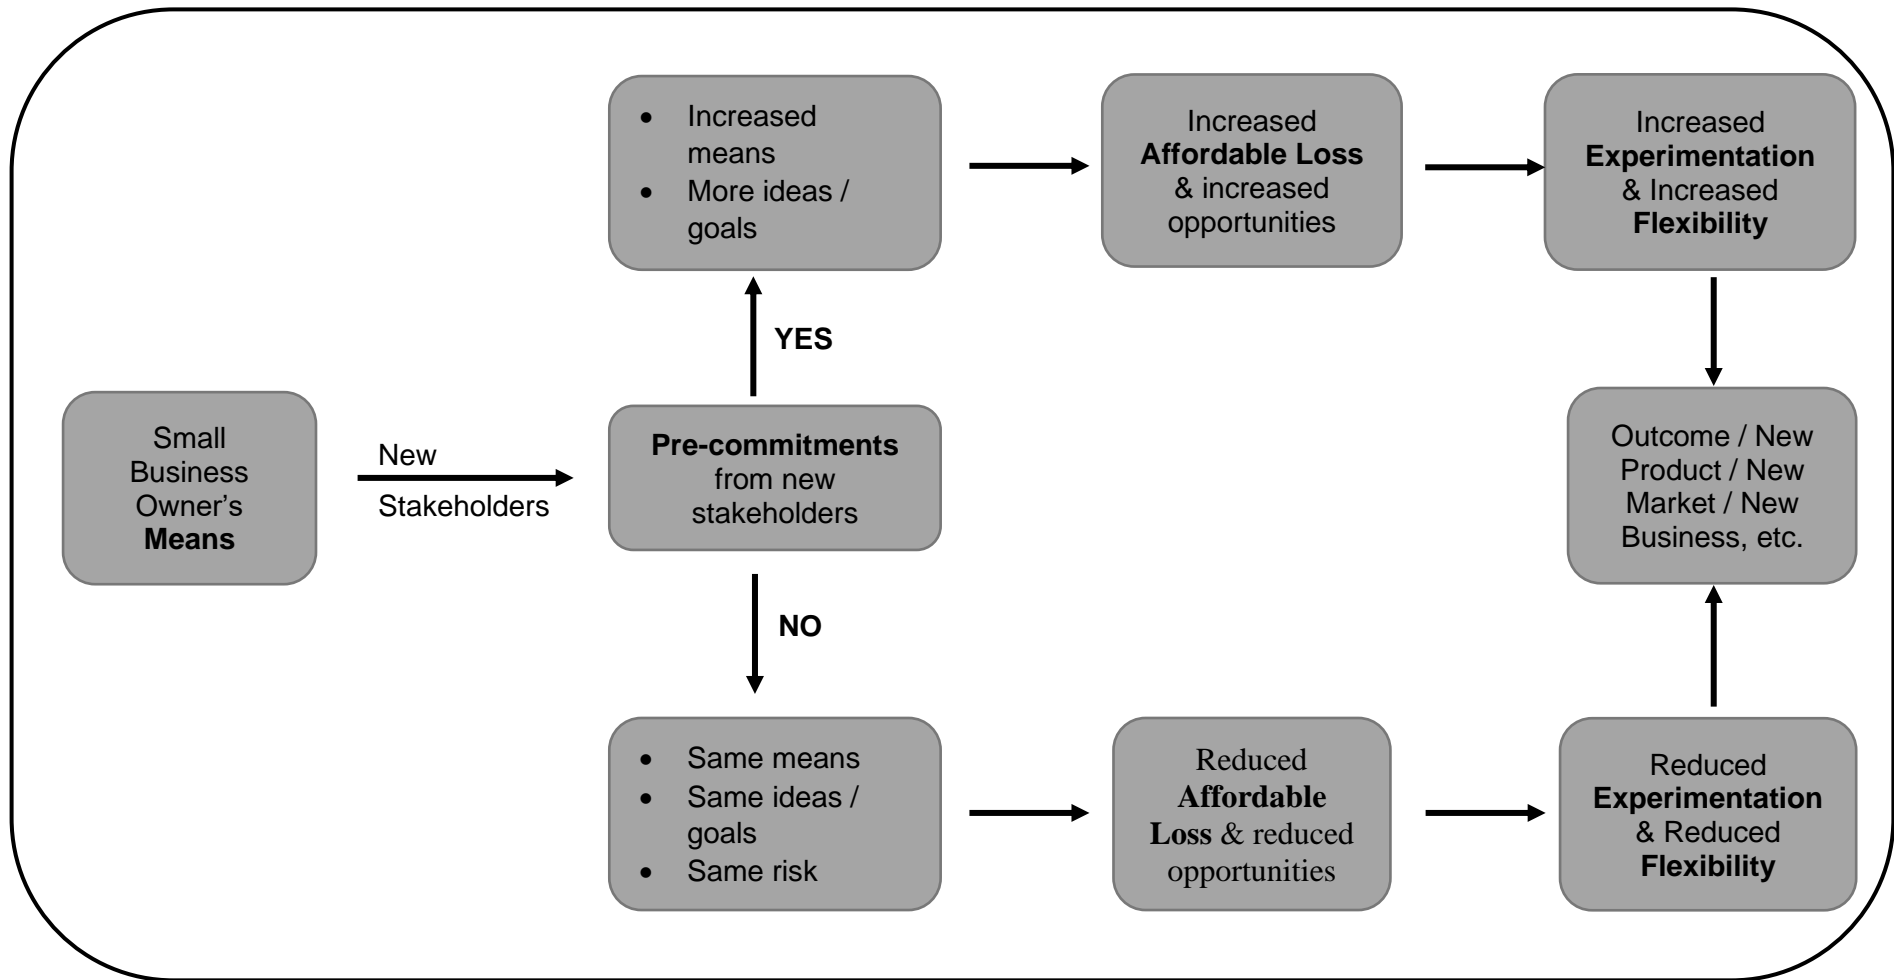 Small
Business
Owner’s
Means
New
Stakeholders
Pre-commitments
from new
stakeholders
YES
• Increased
means
• More ideas /
goals
Increased
Affordable Loss
& increased
opportunities
Increased
Experimentation
& Increased
Flexibility
NO
• Same means
• Same ideas /
goals
• Same risk
Reduced
Affordable
Loss & reduced
opportunities
Reduced
Experimentation
& Reduced
Flexibility
Outcome / New
Product / New
Market / New
Business, etc.